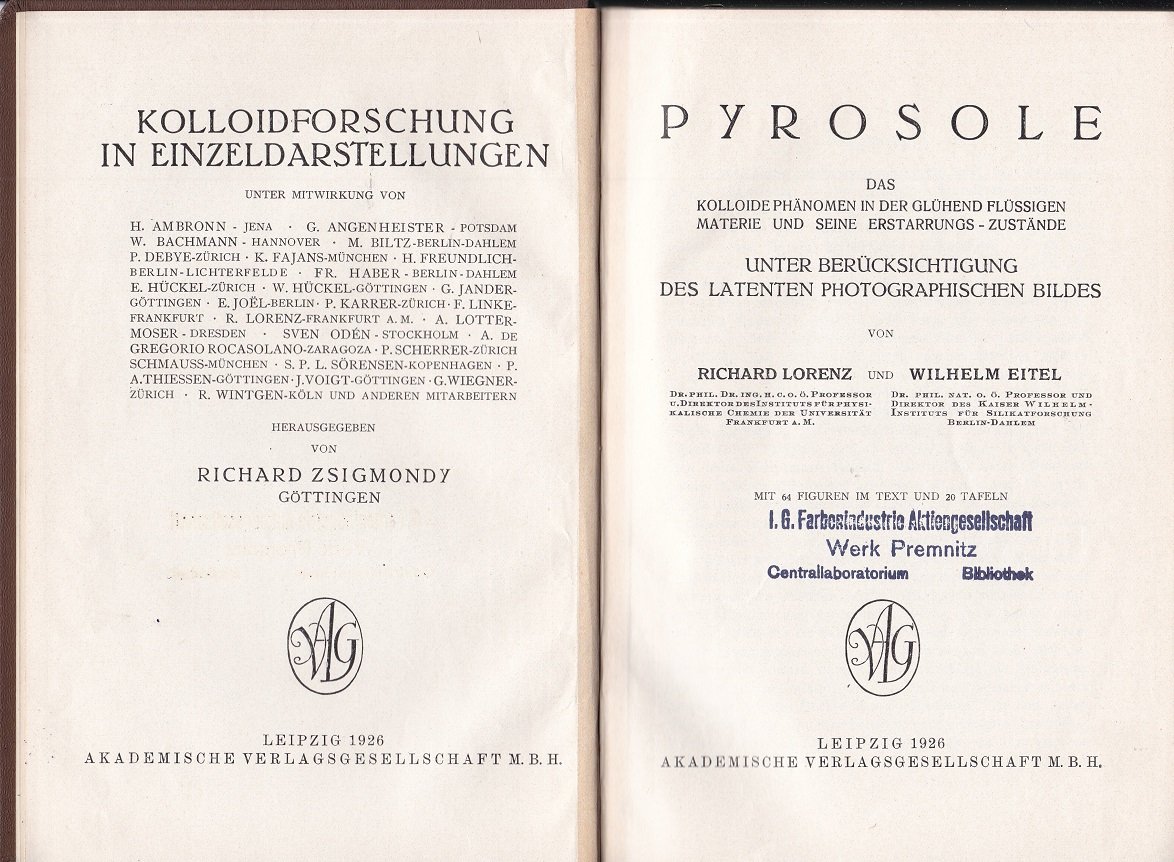 KOLLOIDFORSCHUNG
IN EINZELDARSTELLUNGEN
UNTER MITWIRKUNG VON
H. AMBRONN - JENA · G. ANGENHEISTER - POTSDAM
W. BACHMANN - HANNOVER · M. BILTZ-BERLIN-DAHLEM
P. DEBYE-ZÜRICH · K. FAJANS-MÜNCHEN · H. FREUNDLICH-
BERLIN-LICHTERFELDE · FR. HABER - BERLIN-DAHLEM
E. HÜCKEL-ZÜRICH · W. HÜCKEL-GÖTTINGEN · G. JANDER-
GÖTTINGEN · E. JOËL-BERLIN · P. KARRER-ZÜRICH · F. LINKE-
FRANKFURT · R. LORENZ-FRANKFURT A. M. · A. LOTTER-
MOSER - DRESDEN · SVEN ODÉN - STOCKHOLM · A. DE
GREGORIO ROCASOLANO-ZARAGOZA · P. SCHERRER-ZÜRICH
SCHMAUSS-MÜNCHEN · S. P. L. SÖRENSEN-KOPENHAGEN · P.
A. THIESSEN-GÖTTINGEN · J. VOIGT-GÖTTINGEN · G. WIEGNER-
ZÜRICH · R. WINTGEN-KÖLN UND ANDEREN MITARBEITERN
HERAUSGEGEBEN
VON
RICHARD ZSIGMONDY
GÖTTINGEN
VAG
LEIPZIG 1926
AKADEMISCHE VERLAGSGESELLSCHAFT M. B. H.
PYROSOLE
DAS
KOLLOIDE PHÄNOMEN IN DER GLÜHEND FLÜSSIGEN
MATERIE UND SEINE ERSTARRUNGS - ZUSTÄNDE
UNTER BERÜCKSICHTIGUNG
DES LATENTEN PHOTOGRAPHISCHEN BILDES
VON
RICHARD LORENZ UND WILHELM EITEL
DR. PHIL. DR. ING. H. C. O. Ö. PROFESSOR
U. DIREKTOR DES INSTITUTS FÜR PHYSI-
KALISCHE CHEMIE DER UNIVERSITÄT
FRANKFURT A. M.
DR. PHIL. NAT. O. Ö. PROFESSOR UND
DIREKTOR DES KAISER WILHELM-
INSTITUTS FÜR SILIKATFORSCHUNG
BERLIN-DAHLEM
MIT 64 FIGUREN IM TEXT UND 20 TAFELN
I. G. Farbenindustrie Aktiengesellschaft
Werk Premnitz
Centrallaboratorium Bibliothek
VAG
LEIPZIG 1926
AKADEMISCHE VERLAGSGESELLSCHAFT M. B. H.